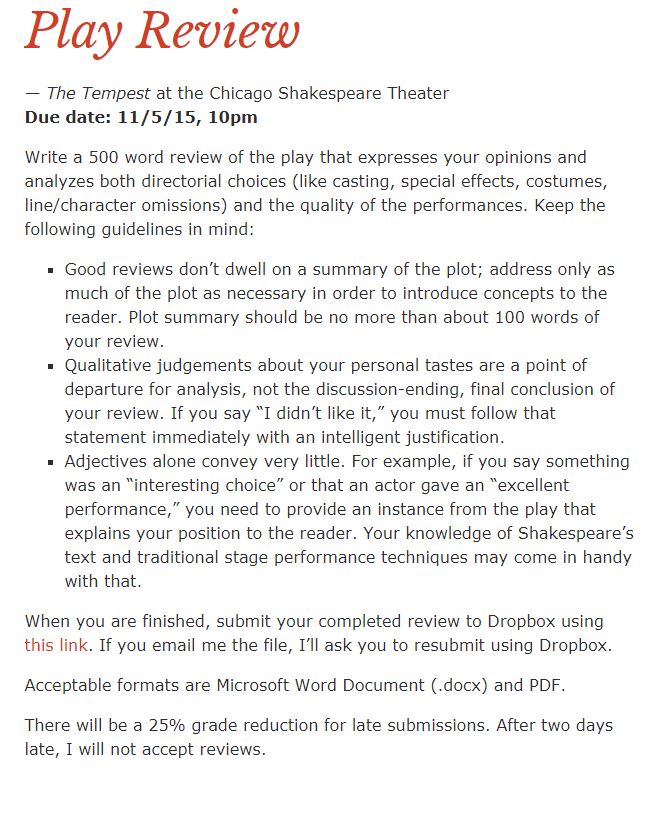 Play Review
— The Tempest at the Chicago Shakespeare Theater
Due date: 11/5/15, 10pm
Write a 500 word review of the play that expresses your opinions and
analyzes both directorial choices (like casting, special effects, costumes,
line/character omissions) and the quality of the performances. Keep the
following guidelines in mind:
▪ Good reviews don’t dwell on a summary of the plot; address only as
much of the plot as necessary in order to introduce concepts to the
reader. Plot summary should be no more than about 100 words of
your review.
▪ Qualitative judgements about your personal tastes are a point of
departure for analysis, not the discussion-ending, final conclusion of
your review. If you say “I didn’t like it,” you must follow that
statement immediately with an intelligent justification.
▪ Adjectives alone convey very little. For example, if you say something
was an “interesting choice” or that an actor gave an “excellent
performance,” you need to provide an instance from the play that
explains your position to the reader. Your knowledge of Shakespeare’s
text and traditional stage performance techniques may come in handy
with that.
When you are finished, submit your completed review to Dropbox using
this link. If you email me the file, I’ll ask you to resubmit using Dropbox.
Acceptable formats are Microsoft Word Document (.docx) and PDF.
There will be a 25% grade reduction for late submissions. After two days
late, I will not accept reviews.